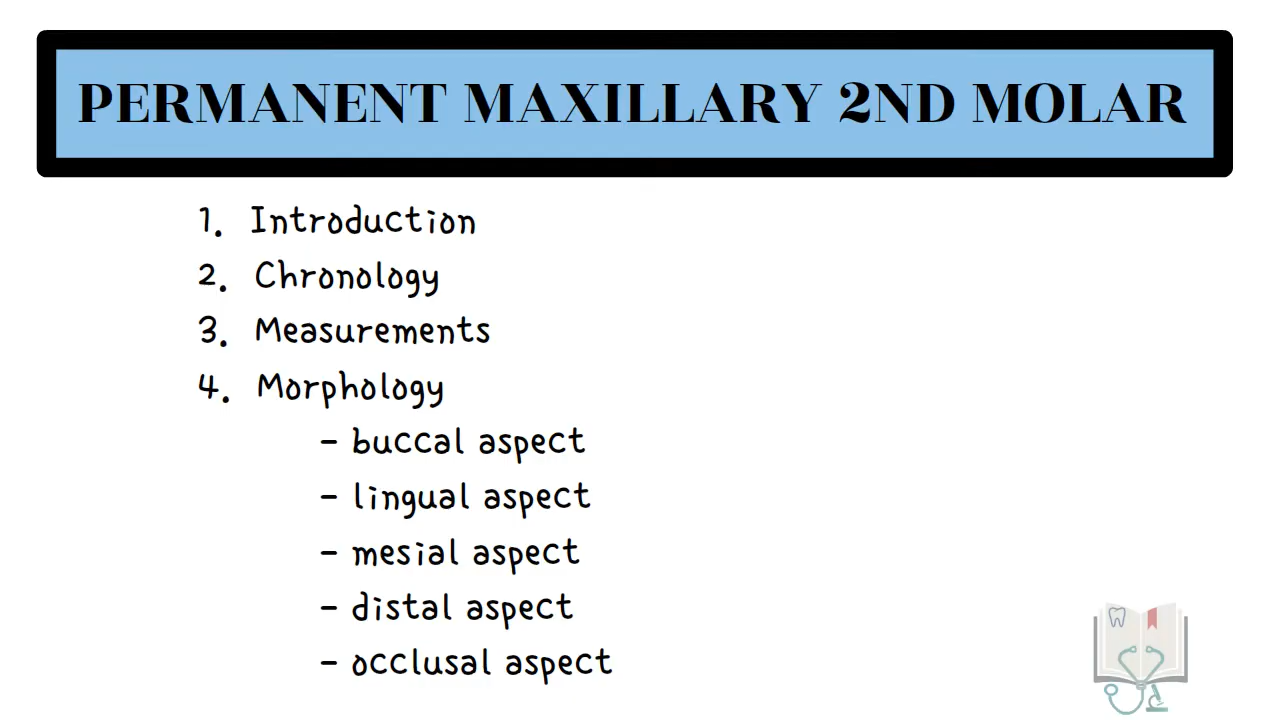 PERMANENT MAXILLARY 2ND MOLAR
1. Introduction
2. Chronology
3. Measurements
4. Morphology
- buccal aspect
- lingual aspect
- mesial aspect
- distal aspect
- occlusal aspect